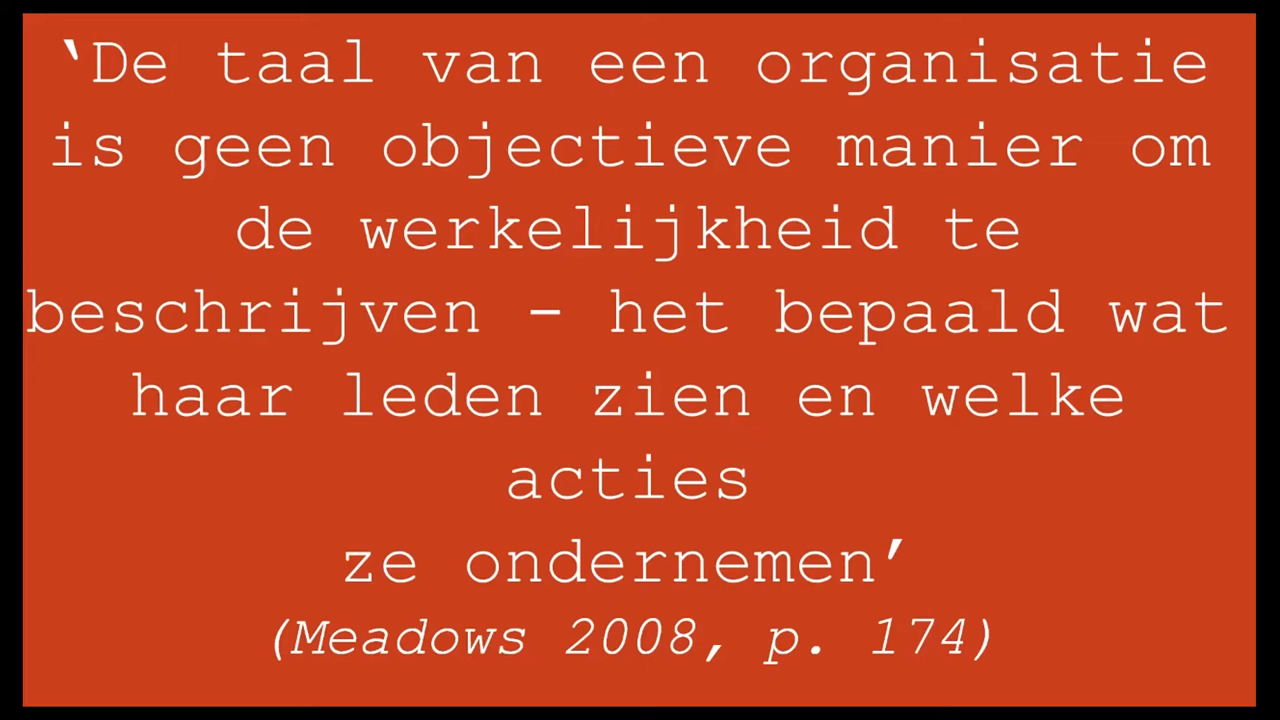 ‘De taal van een organisatie
is geen objectieve manier om
de werkelijkheid te
beschrijven - het bepaald wat
haar leden zien en welke
acties
ze ondernemen’
(Meadows 2008, p. 174)